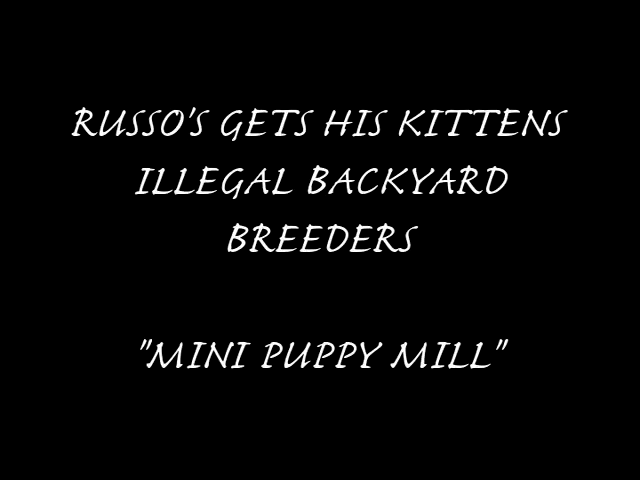 RUSSO'S GETS HIS KITTENS
ILLEGAL BACKYARD
BREEDERS
"MINI PUPPY MILL"